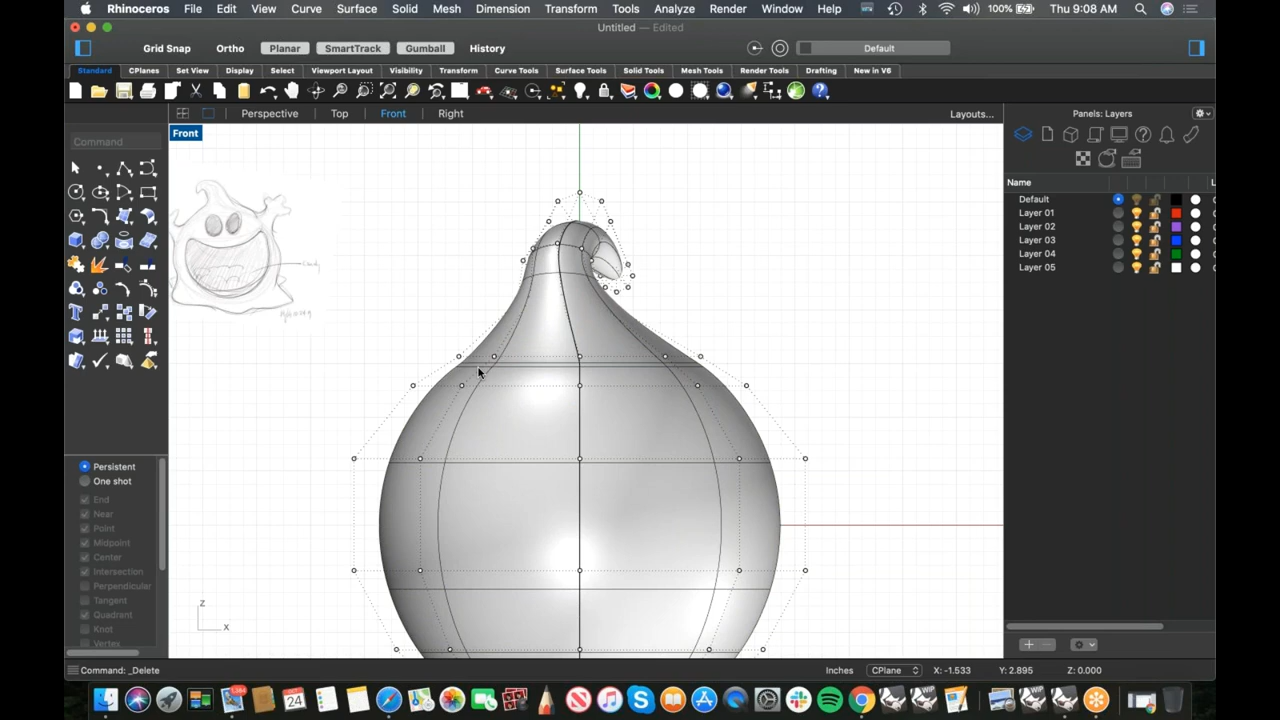 Rhinoceros File Edit View Curve Surface Solid Mesh Dimension Transform Tools Analyze Render Window Help 100% Thu 9:08 AM
Untitled — Edited
Grid Snap Ortho Planar SmartTrack Gumball History Default
Standard CPlanes Set View Display Select Viewport Layout Visibility Transform Curve Tools Surface Tools Solid Tools Mesh Tools Render Tools Drafting New in V6
Perspective Top Front Right Layouts... Panels: Layers
Front
Command
Name L
Default
Layer 01
Layer 02
Layer 03
Layer 04
Layer 05
Candy
Persistent
One shot
End
Near
Point
Midpoint
Center
Intersection
Perpendicular
Tangent
Quadrant
Knot
Vertex
Z
X
Command: _Delete Inches CPlane X: -1.533 Y: 2.895 Z: 0.000
24